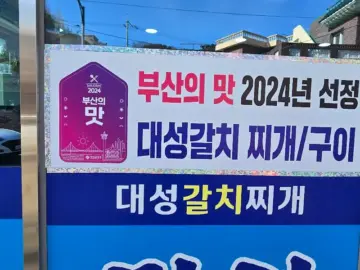 2024
부산의
맛
부산의 맛 2024년 선정
대성갈치 찌개/구이
대성갈치찌개